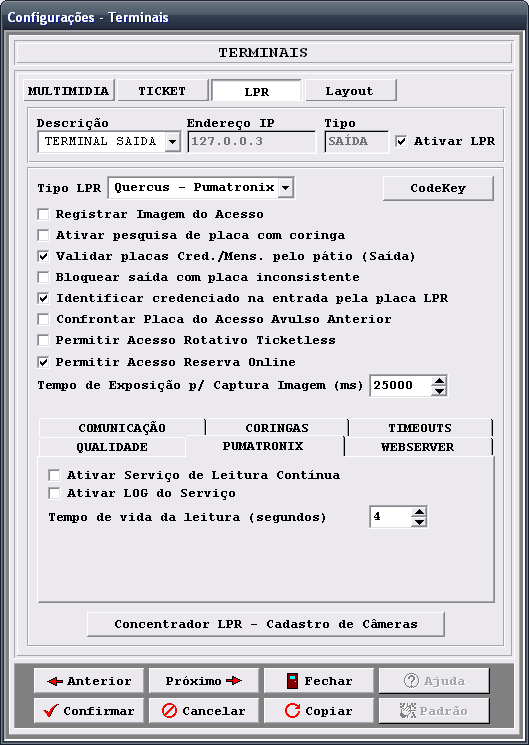 Configurações - Terminais
TERMINAIS
MULTIMIDIA TICKET LPR Layout
Descrição Endereço IP Tipo
TERMINAL SAIDA 127.0.0.3 SAÍDA Ativar LPR
Tipo LPR Quercus - Pumatronix CodeKey
Registrar Imagem do Acesso
Ativar pesquisa de placa com coringa
Validar placas Cred./Mens. pelo pátio (Saída)
Bloquear saída com placa inconsistente
Identificar credenciado na entrada pela placa LPR
Confrontar Placa do Acesso Avulso Anterior
Permitir Acesso Rotativo Ticketless
Permitir Acesso Reserva Online
Tempo de Exposição p/ Captura Imagem (ms) 25000
COMUNICAÇÃO CORINGAS TIMEOUTS
QUALIDADE PUMATRONIX WEBSERVER
Ativar Serviço de Leitura Contínua
Ativar LOG do Serviço
Tempo de vida da leitura (segundos) 4
Concentrador LPR - Cadastro de Câmeras
Anterior Próximo Fechar Ajuda
Confirmar Cancelar Copiar Padrão